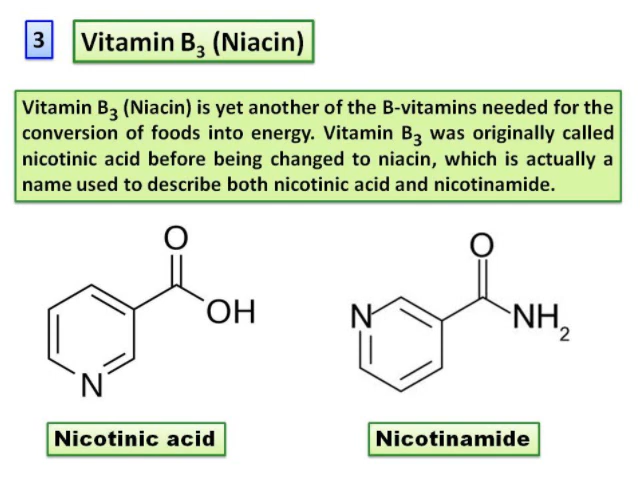 3
Vitamin B₃ (Niacin)
Vitamin B₃ (Niacin) is yet another of the B-vitamins needed for the
conversion of foods into energy. Vitamin B₃ was originally called
nicotinic acid before being changed to niacin, which is actually a
name used to describe both nicotinic acid and nicotinamide.
O
OH
N
O
N
NH₂
Nicotinic acid
Nicotinamide